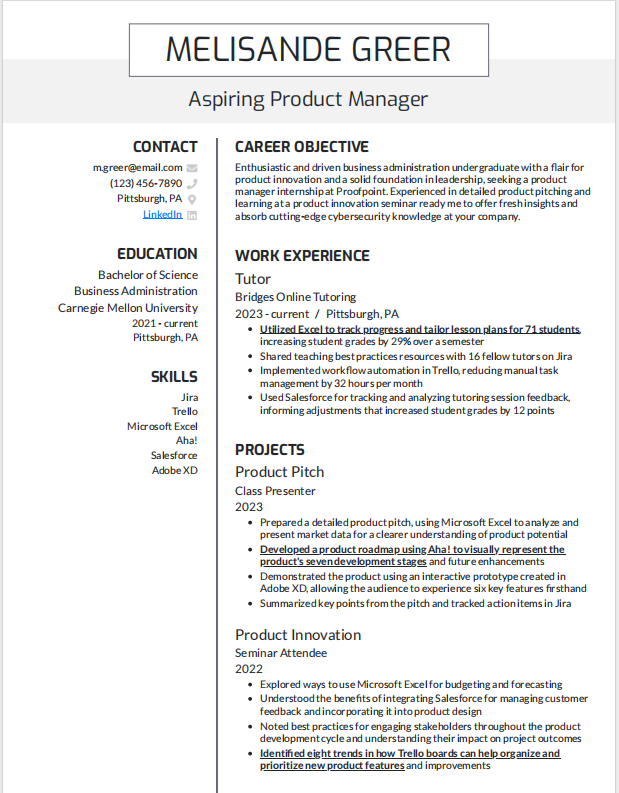 MELISANDE GREER
Aspiring Product Manager
CONTACT
m.greer@email.com
(123) 456-7890
Pittsburgh, PA
LinkedIn
EDUCATION
Bachelor of Science
Business Administration
Carnegie Mellon University
2021 - current
Pittsburgh, PA
SKILLS
Jira
Trello
Microsoft Excel
Aha!
Salesforce
Adobe XD
CAREER OBJECTIVE
Enthusiastic and driven business administration undergraduate with a flair for
product innovation and a solid foundation in leadership, seeking a product
manager internship at Proofpoint. Experienced in detailed product pitching and
learning at a product innovation seminar ready me to offer fresh insights and
absorb cutting-edge cybersecurity knowledge at your company.
WORK EXPERIENCE
Tutor
Bridges Online Tutoring
2023 - current / Pittsburgh, PA
• Utilized Excel to track progress and tailor lesson plans for 71 students,
increasing student grades by 29% over a semester
• Shared teaching best practices resources with 16 fellow tutors on Jira
• Implemented workflow automation in Trello, reducing manual task
management by 32 hours per month
• Used Salesforce for tracking and analyzing tutoring session feedback,
informing adjustments that increased student grades by 12 points
PROJECTS
Product Pitch
Class Presenter
2023
• Prepared a detailed product pitch, using Microsoft Excel to analyze and
present market data for a clearer understanding of product potential
• Developed a product roadmap using Aha! to visually represent the
product's seven development stages and future enhancements
• Demonstrated the product using an interactive prototype created in
Adobe XD, allowing the audience to experience six key features firsthand
• Summarized key points from the pitch and tracked action items in Jira
Product Innovation
Seminar Attendee
2022
• Explored ways to use Microsoft Excel for budgeting and forecasting
• Understood the benefits of integrating Salesforce for managing customer
feedback and incorporating it into product design
• Noted best practices for engaging stakeholders throughout the product
development cycle and understanding their impact on project outcomes
• Identified eight trends in how Trello boards can help organize and
prioritize new product features and improvements